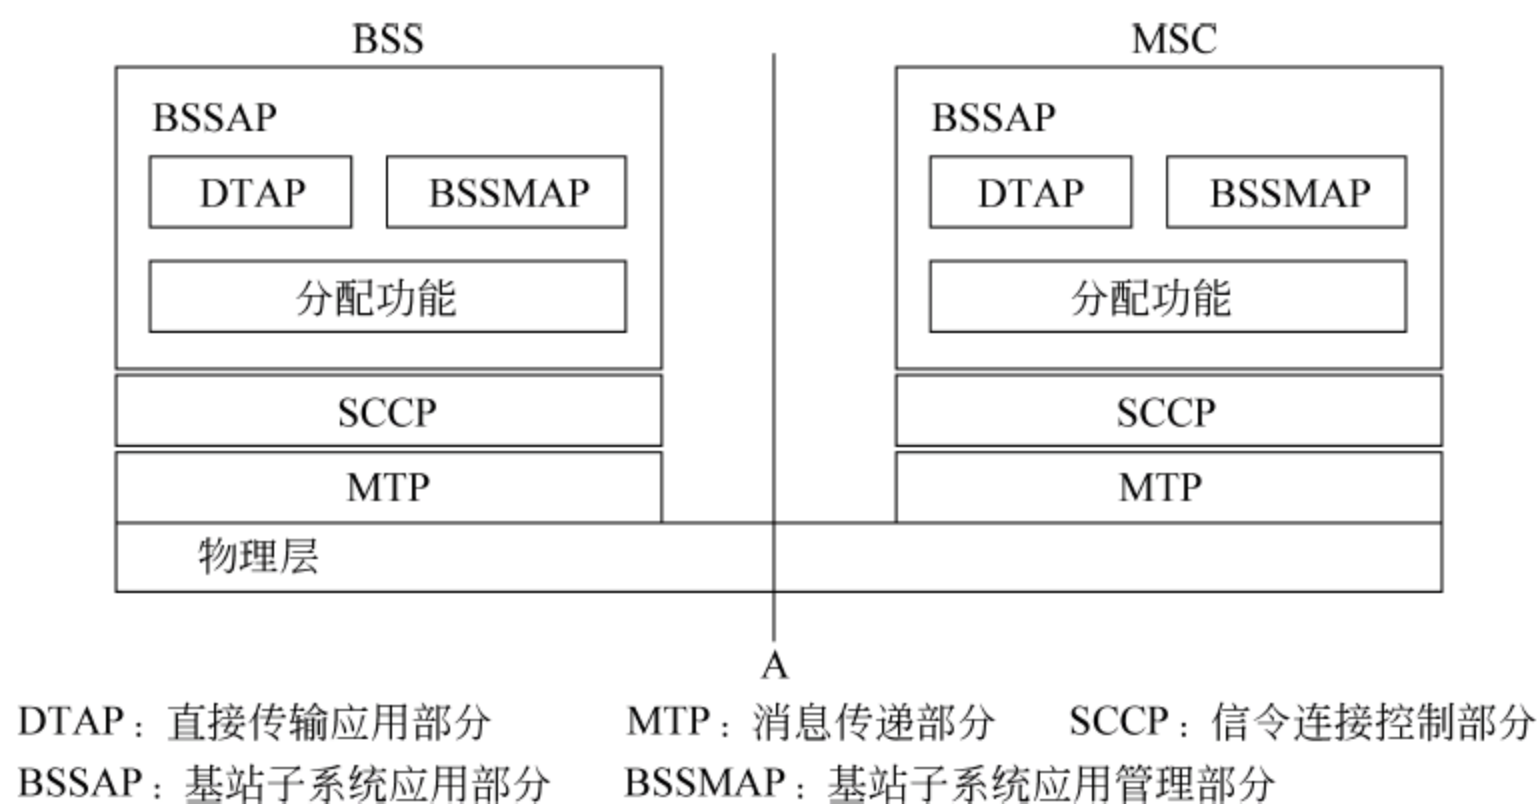 BSS MSC
BSSAP BSSAP
DTAP BSSMAP DTAP BSSMAP
分配功能 分配功能
SCCP SCCP
MTP MTP
物理层
A
DTAP：直接传输应用部分 MTP：消息传递部分 SCCP：信令连接控制部分
BSSAP：基站子系统应用部分 BSSMAP：基站子系统应用管理部分